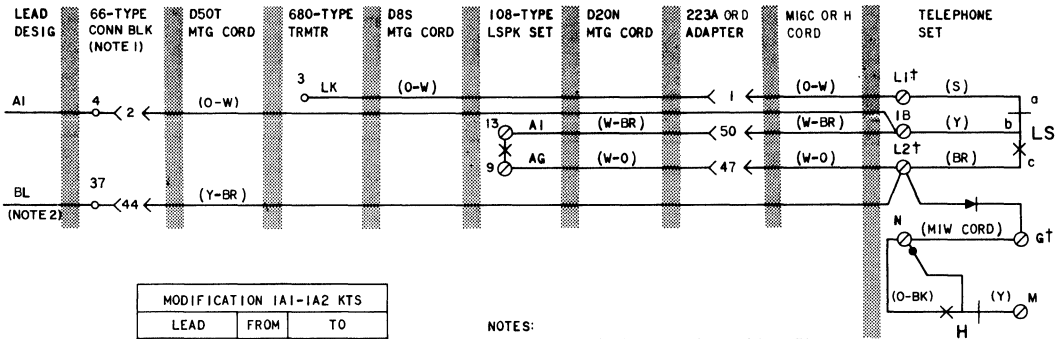 LEAD DESIG
66-TYPE CONN BLK (NOTE 1)
D50T MTG CORD
680-TYPE TRMTR
D8S MTG CORD
108-TYPE LSPK SET
D20N MTG CORD
223A OR D ADAPTER
M16C OR H CORD
TELEPHONE SET
3 LK (O-W) 1 (O-W) L1† (S) a
A1 4 2 (O-W) 1B b LS
13 A1 (W-BR) 50 (W-BR) (Y)
9 AG (W-O) 47 (W-O) L2† (BR) c
BL 37 44 (Y-BR)
(NOTE 2)
N (M1W CORD) G†
(O-BK) (Y) M
H
MODIFICATION 1A1-1A2 KTS
LEAD FROM TO
NOTES: